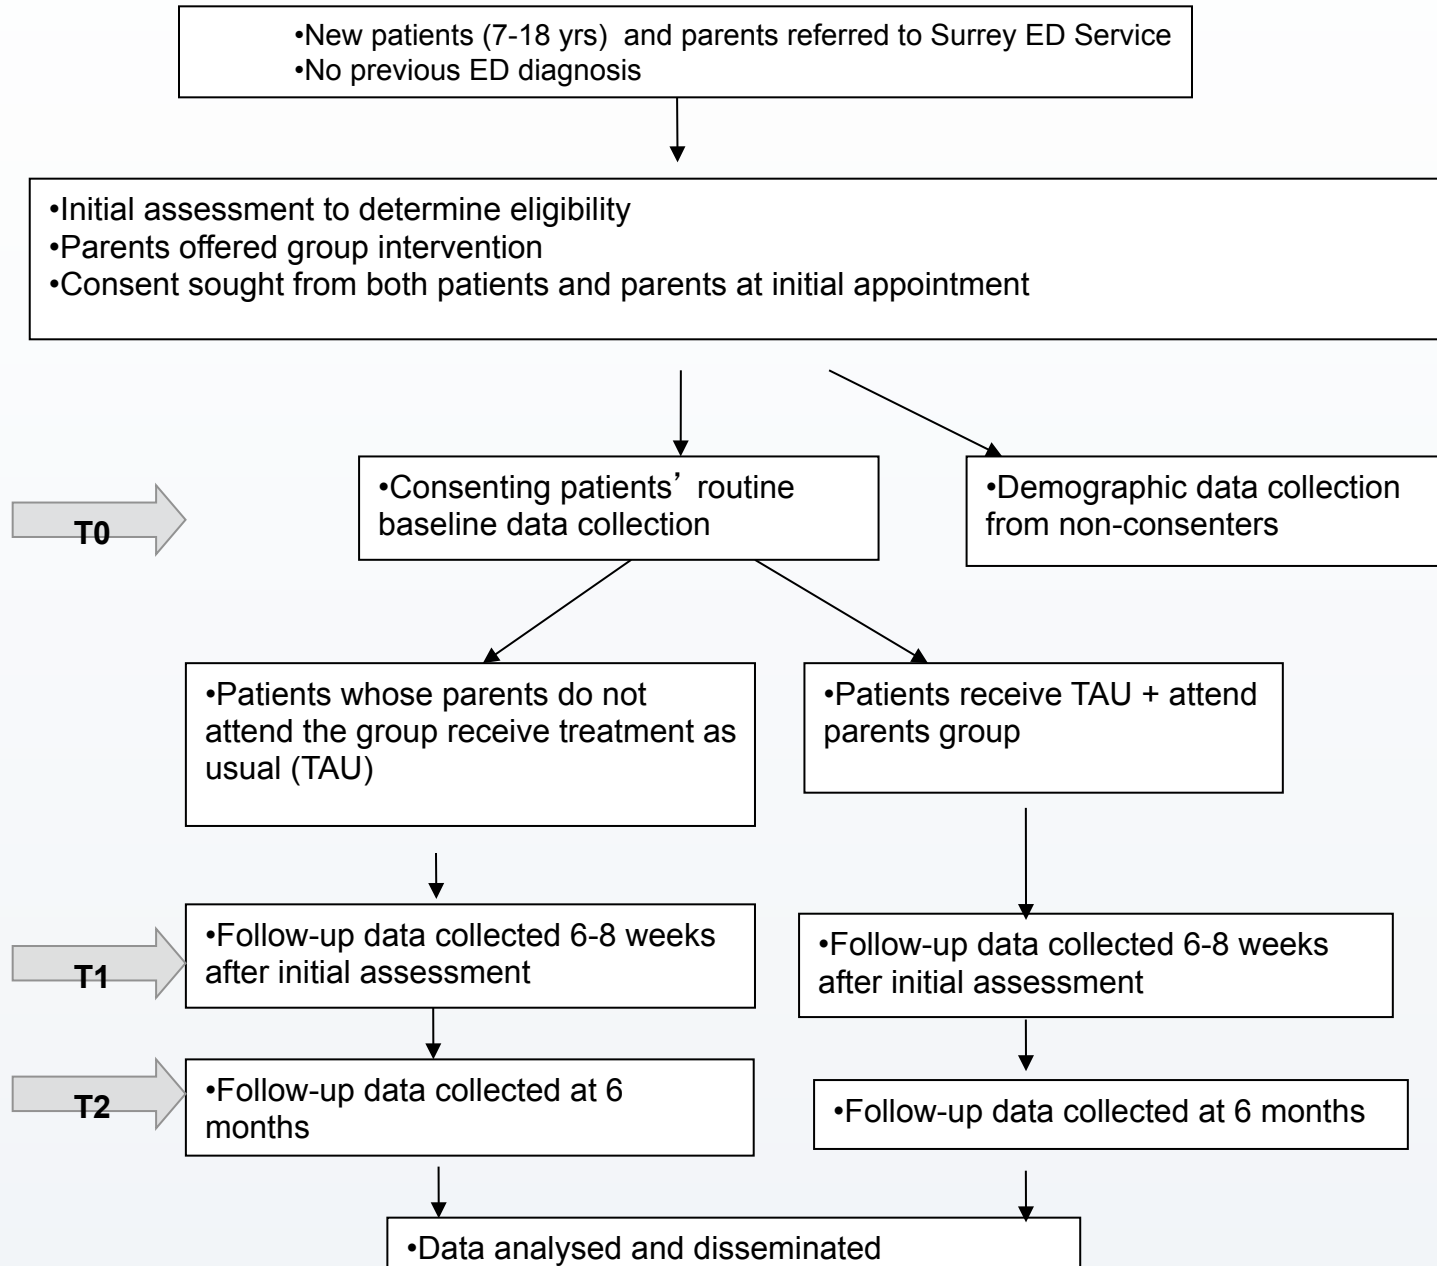 •New patients (7-18 yrs)  and parents referred to Surrey ED Service
•No previous ED diagnosis
•Initial assessment to determine eligibility
•Parents offered group intervention
•Consent sought from both patients and parents at initial appointment
T0
•Consenting patients’ routine
baseline data collection
•Demographic data collection
from non-consenters
•Patients whose parents do not
attend the group receive treatment as
usual (TAU)
•Patients receive TAU + attend
parents group
T1
•Follow-up data collected 6-8 weeks
after initial assessment
•Follow-up data collected 6-8 weeks
after initial assessment
T2
•Follow-up data collected at 6
months
•Follow-up data collected at 6 months
•Data analysed and disseminated